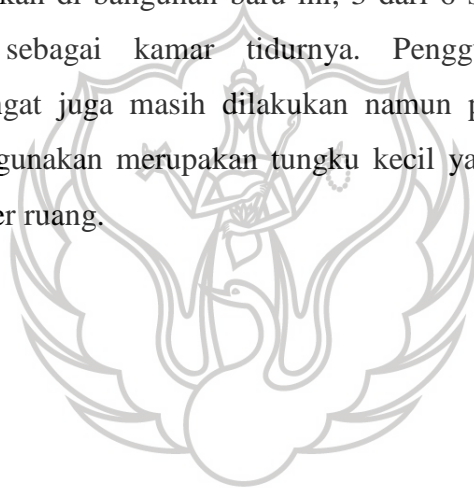 di bangunan baru ini, 3 dari 6
sebagai kamar tidurnya.
juga masih dilakukan namun
merupakan tungku kecil
ruang.